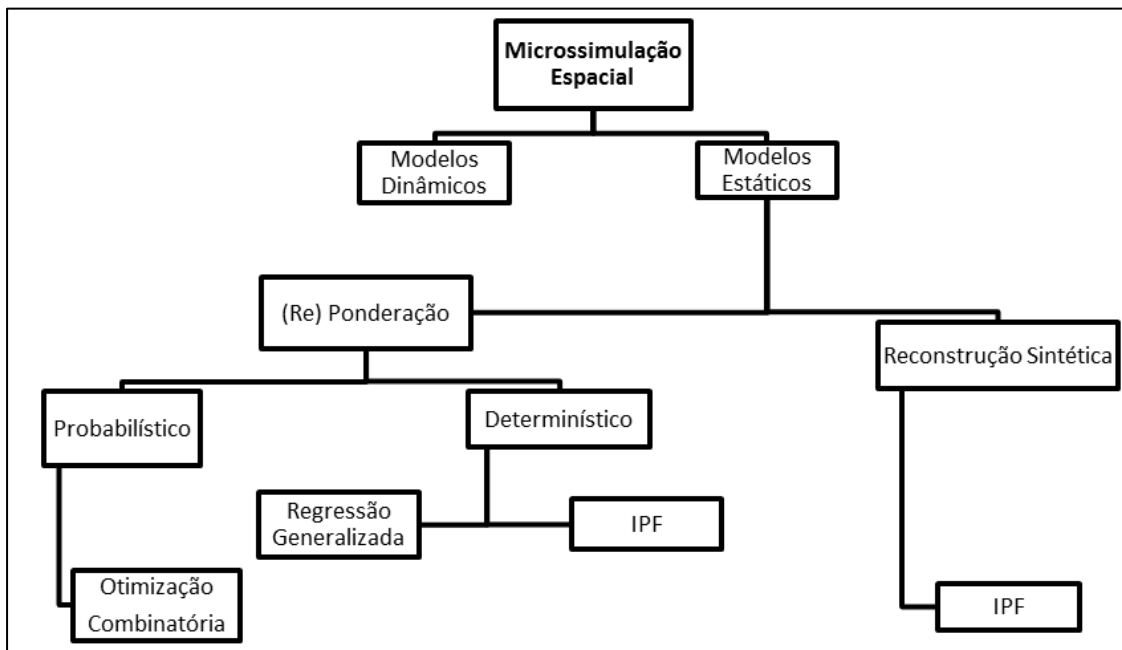 Microssimulação
Espacial
Modelos
Dinâmicos
Modelos
Estáticos
(Re) Ponderação
Reconstrução Sintética
Probabilístico
Determinístico
Regressão
Generalizada
IPF
Otimização
Combinatória
IPF